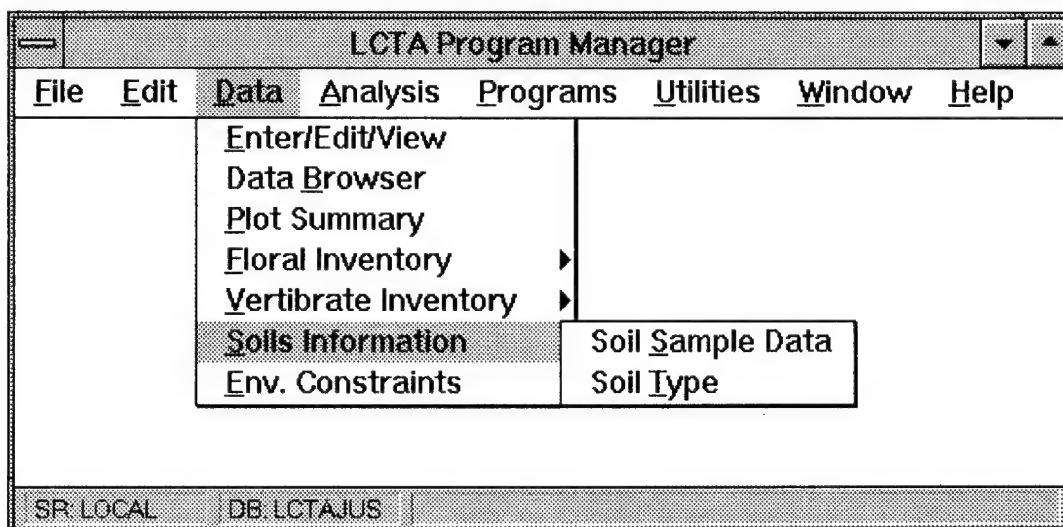 LCTA Program Manager
File Edit Data Analysis Programs Utilities Window Help
Enter/Edit/View
Data Browser
Plot Summary
Floral Inventory
Vertibrate Inventory
Soils Information
Soil Sample Data
Env. Constraints
Soil Type
SR: LOCAL DB: LCTAJUS